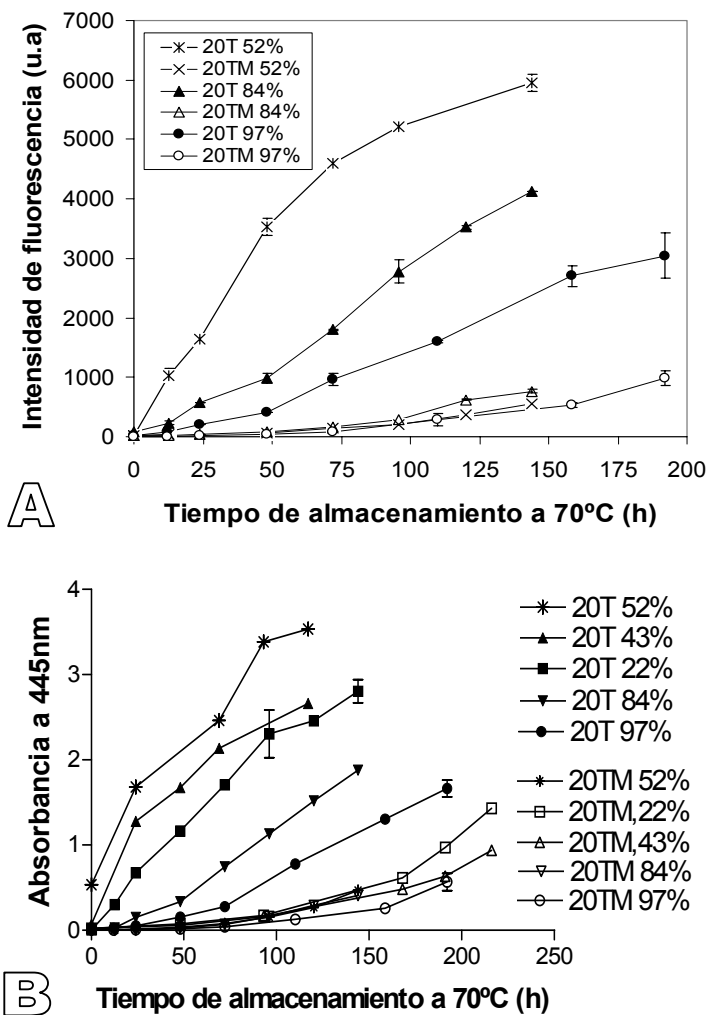 7000
6000
5000
4000
3000
2000
1000
0
Intensidad de fluorescencia (u.a)
20T 52%
20TM 52%
20T 84%
20TM 84%
20T 97%
20TM 97%
0 25 50 75 100 125 150 175 200
Tiempo de almacenamiento a 70ºC (h)
A
4
3
2
1
0
Absorbancia a 445nm
20T 52%
20T 43%
20T 22%
20T 84%
20T 97%
20TM 52%
20TM,22%
20TM,43%
20TM 84%
20TM 97%
0 50 100 150 200 250
Tiempo de almacenamiento a 70ºC (h)
B